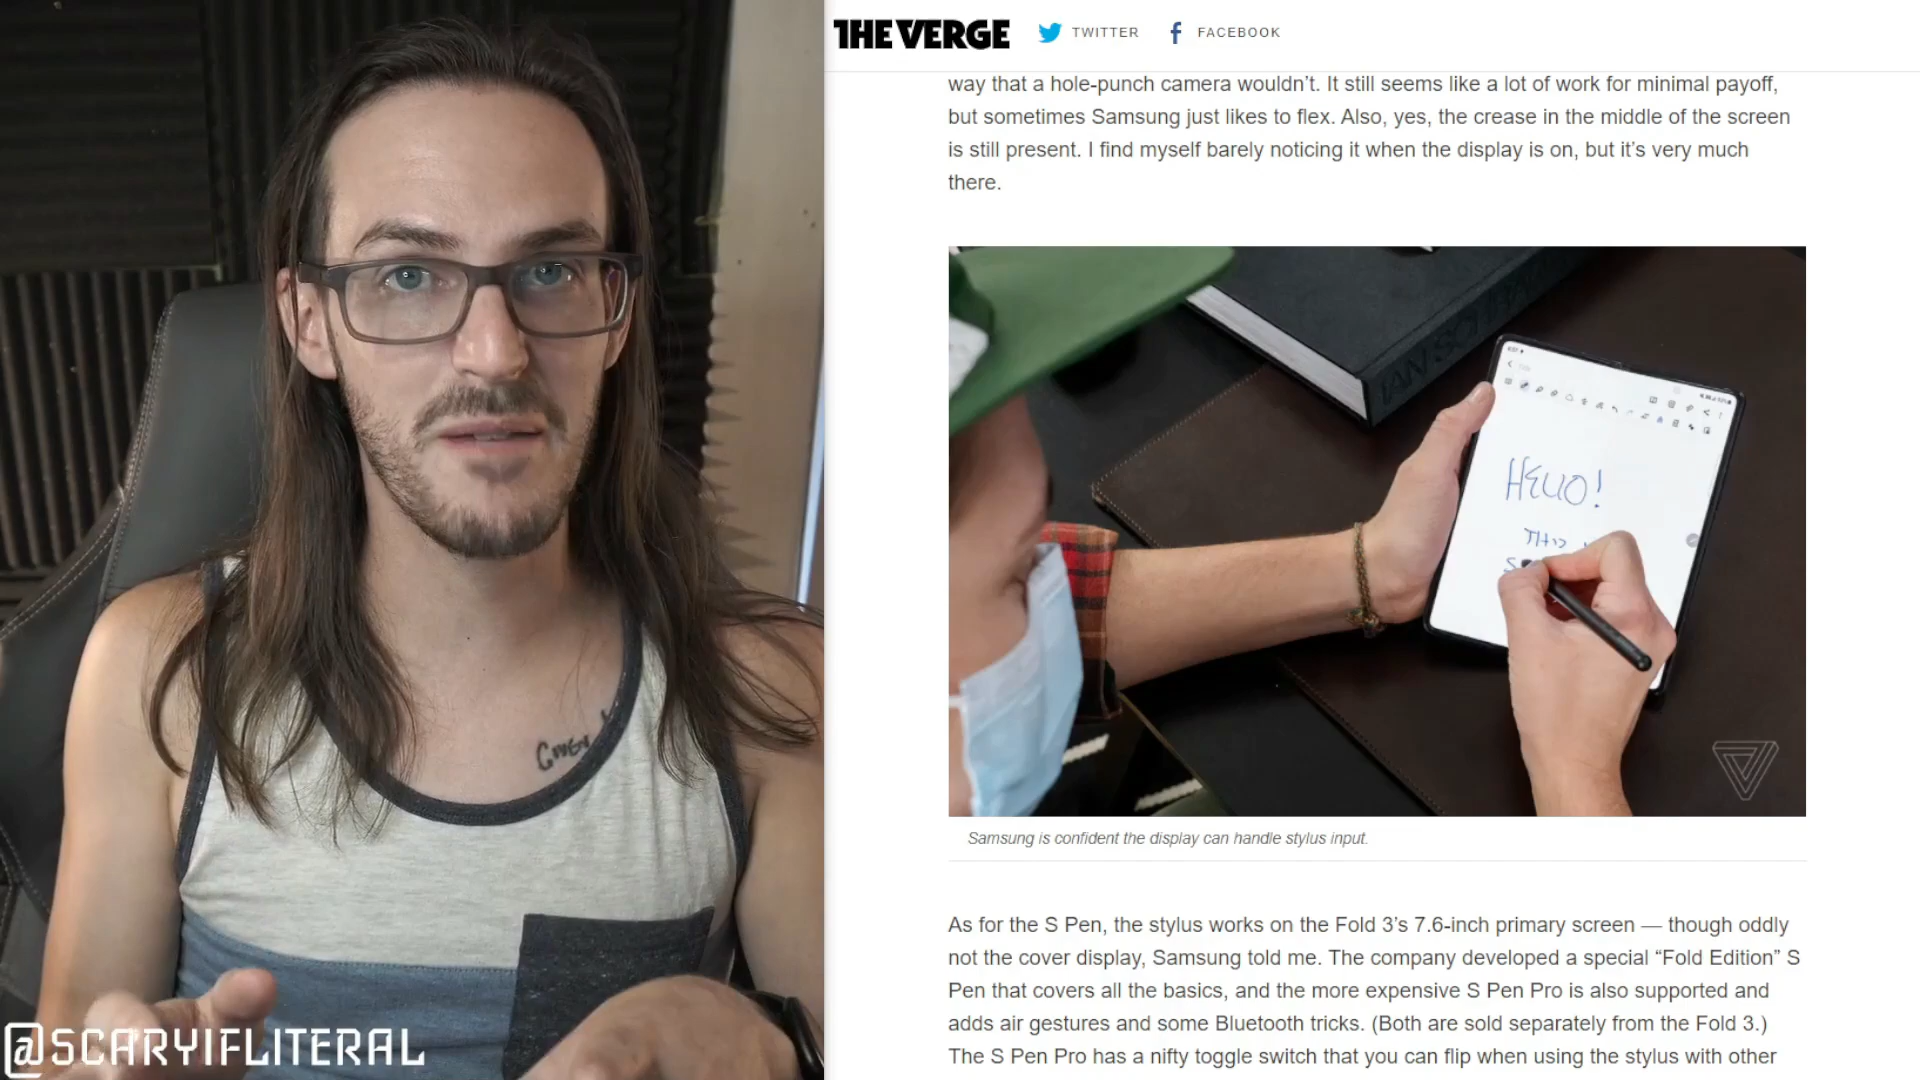 THE VERGE TWITTER FACEBOOK
way that a hole-punch camera wouldn’t. It still seems like a lot of work for minimal payoff,
but sometimes Samsung just likes to flex. Also, yes, the crease in the middle of the screen
is still present. I find myself barely noticing it when the display is on, but it’s very much
there.
HELLO!
THIS
Samsung is confident the display can handle stylus input.
As for the S Pen, the stylus works on the Fold 3’s 7.6-inch primary screen — though oddly
not the cover display, Samsung told me. The company developed a special “Fold Edition” S
Pen that covers all the basics, and the more expensive S Pen Pro is also supported and
adds air gestures and some Bluetooth tricks. (Both are sold separately from the Fold 3.)
The S Pen Pro has a nifty toggle switch that you can flip when using the stylus with other
@SCARYIFLITERAL